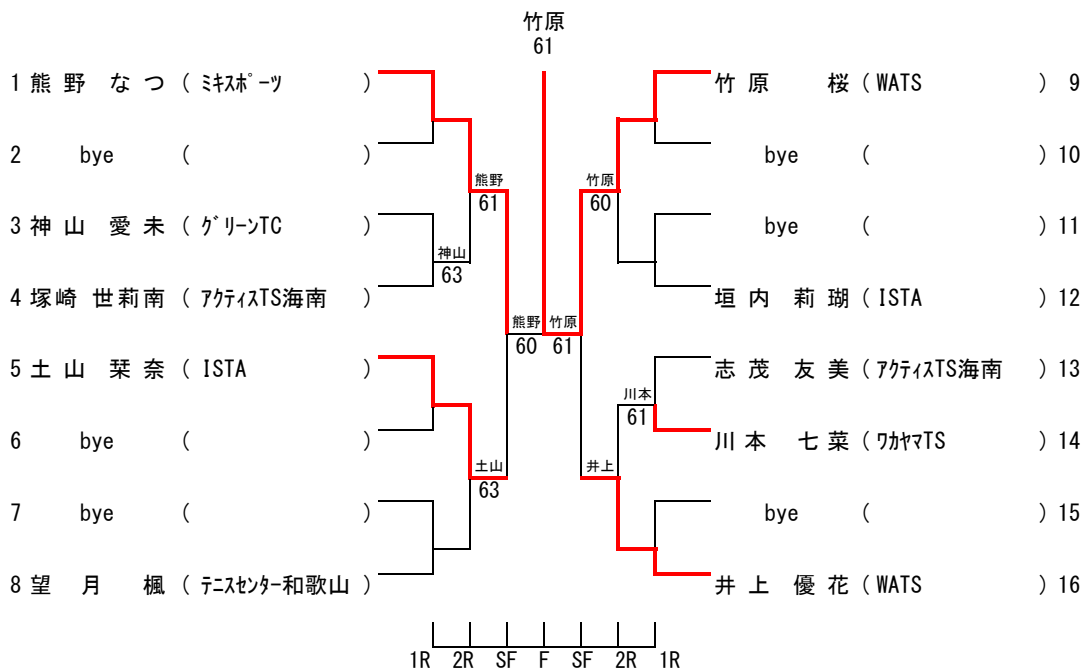 竹原
61
1 熊野 なつ ( ミキスポーツ )
2 bye ( )
3 神山 愛未 ( グリーンTC )
4 塚崎 世莉南 ( アクティスTS海南 )
5 土山 栞奈 ( ISTA )
6 bye ( )
7 bye ( )
8 望月 楓 ( テニスセンター和歌山 )
熊野
61
神山
63
土山
63
熊野
60
竹原
61
竹原
60
川本
61
井上
竹原 桜 ( WATS ) 9
bye ( ) 10
bye ( ) 11
垣内 莉瑚 ( ISTA ) 12
志茂 友美 ( アクティスTS海南 ) 13
川本 七菜 ( ワカヤマTS ) 14
bye ( ) 15
井上 優花 ( WATS ) 16
1R 2R SF F SF 2R 1R